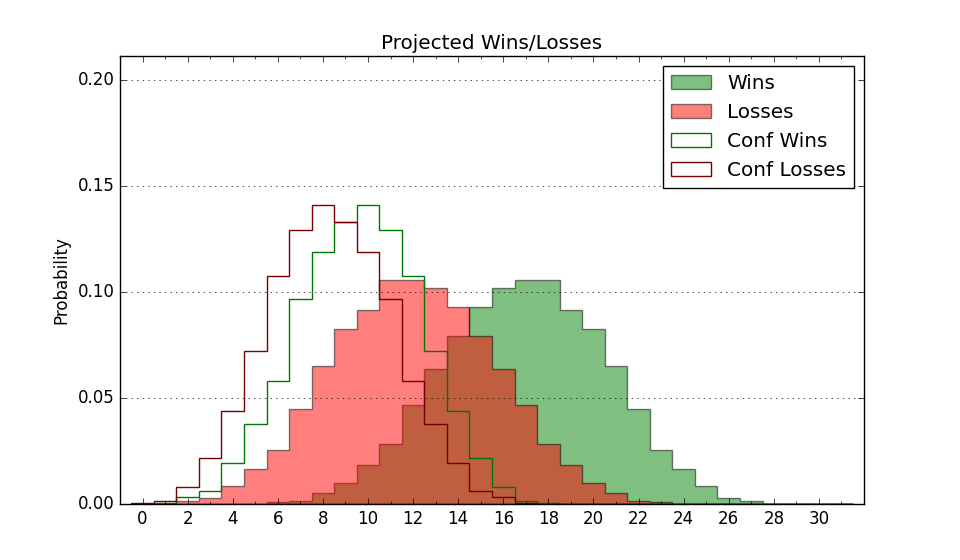 Projected Wins/Losses
0.20
0.15
0.10
0.05
0.00
Probability
Wins
Losses
Conf Wins
Conf Losses
0 2 4 6 8 10 12 14 16 18 20 22 24 26 28 30